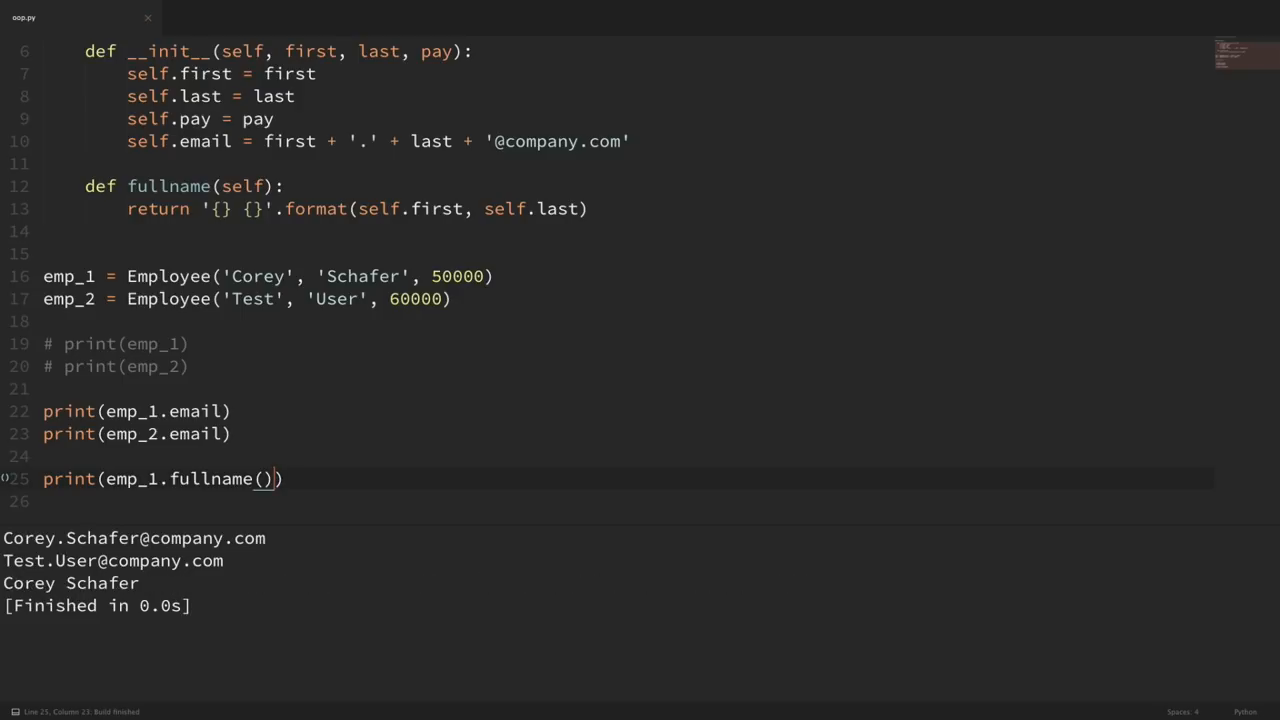 oop.py ×
6     def __init__(self, first, last, pay):
7         self.first = first
8         self.last = last
9         self.pay = pay
10         self.email = first + '.' + last + '@company.com'
11
12     def fullname(self):
13         return '{} {}'.format(self.first, self.last)
14
15
16 emp_1 = Employee('Corey', 'Schafer', 50000)
17 emp_2 = Employee('Test', 'User', 60000)
18
19 # print(emp_1)
20 # print(emp_2)
21
22 print(emp_1.email)
23 print(emp_2.email)
24
()25 print(emp_1.fullname())
26
Corey.Schafer@company.com
Test.User@company.com
Corey Schafer
[Finished in 0.0s]
Line 25, Column 23; Build finished Spaces: 4 Python